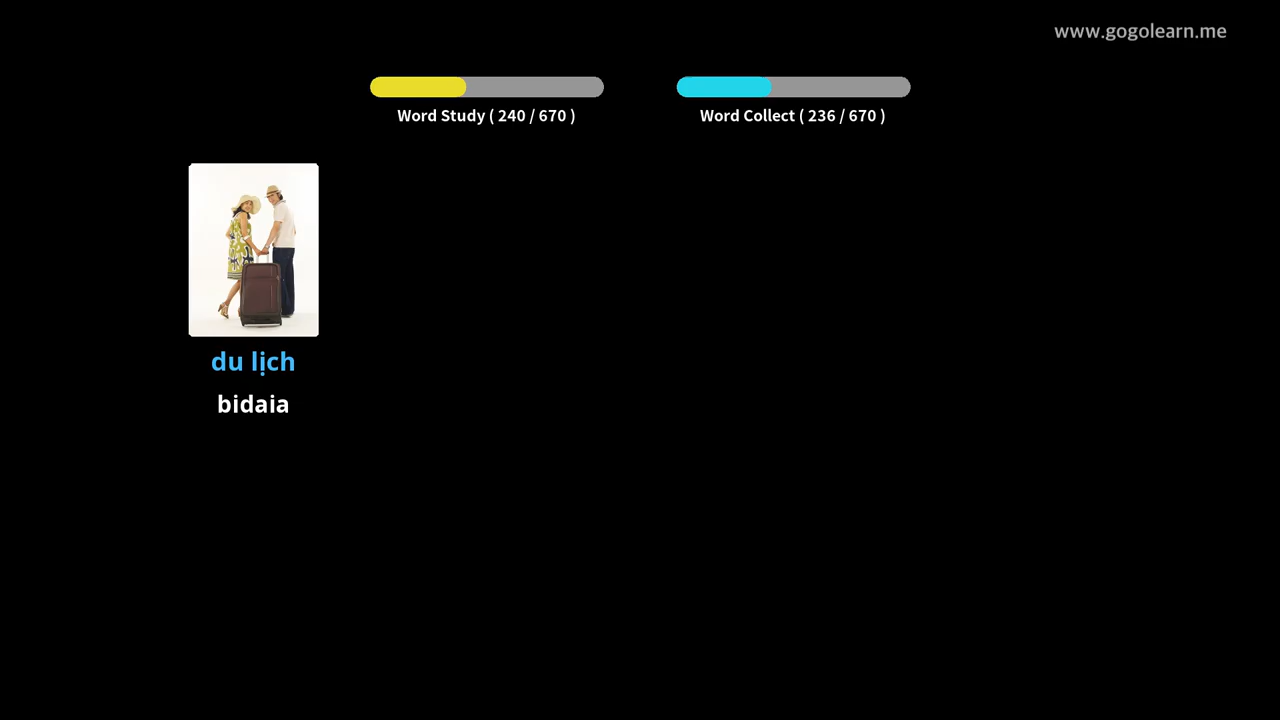 www.gogolearn.me
Word Study ( 240 / 670 )
Word Collect ( 236 / 670 )
du lịch
bidaia